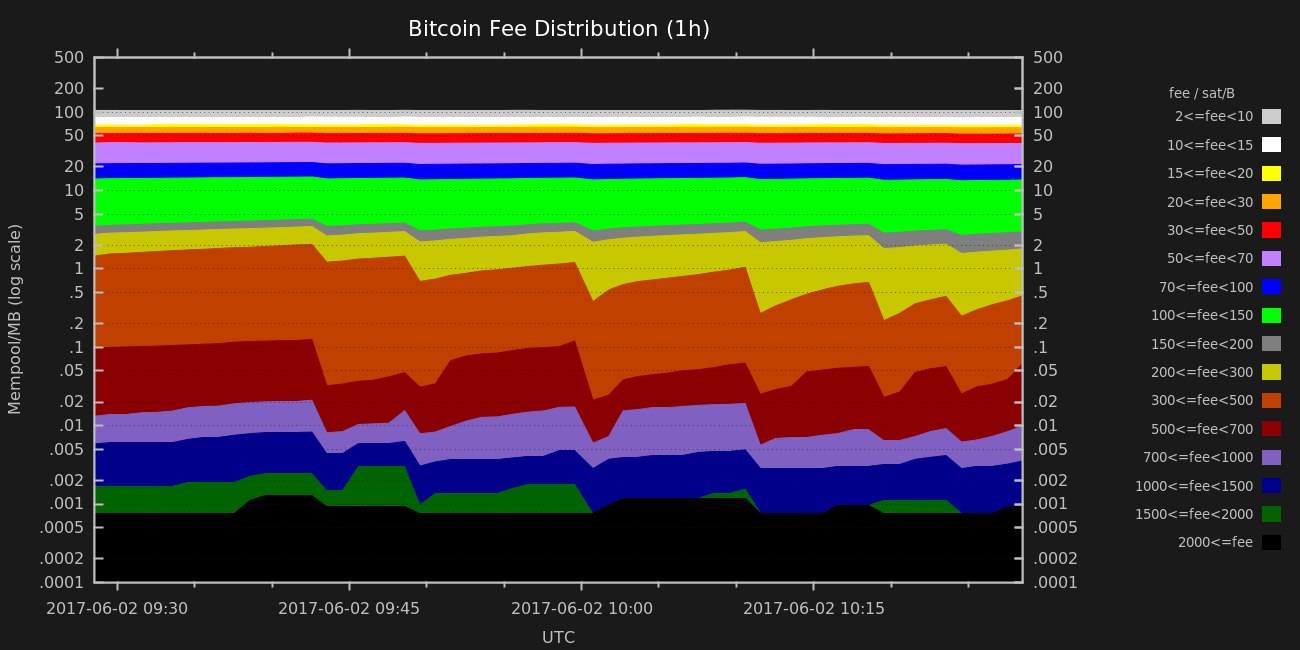 Bitcoin Fee Distribution (1h)
500
200
100
50
20
10
5
2
1
.5
.2
.1
.05
.02
.01
.005
.002
.001
.0005
.0002
.0001
Mempool/MB (log scale)
500
200
100
50
20
10
5
2
1
.5
.2
.1
.05
.02
.01
.005
.002
.001
.0005
.0002
.0001
2017-06-02 09:30 2017-06-02 09:45 2017-06-02 10:00 2017-06-02 10:15
UTC
fee / sat/B
2<=fee<10
10<=fee<15
15<=fee<20
20<=fee<30
30<=fee<50
50<=fee<70
70<=fee<100
100<=fee<150
150<=fee<200
200<=fee<300
300<=fee<500
500<=fee<700
700<=fee<1000
1000<=fee<1500
1500<=fee<2000
2000<=fee